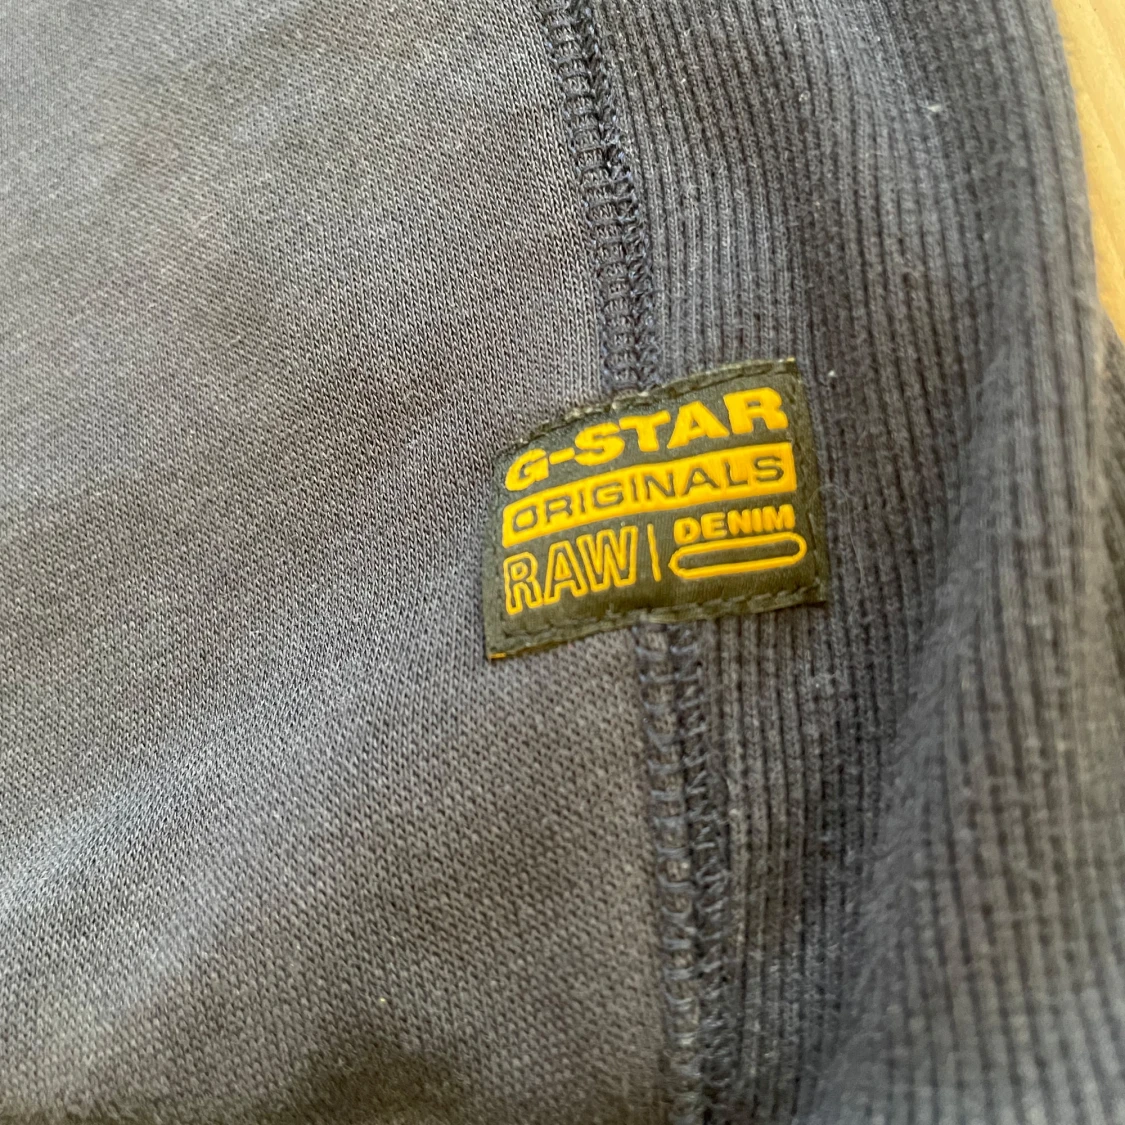 G-STAR
ORIGINALS
RAW | DENIM